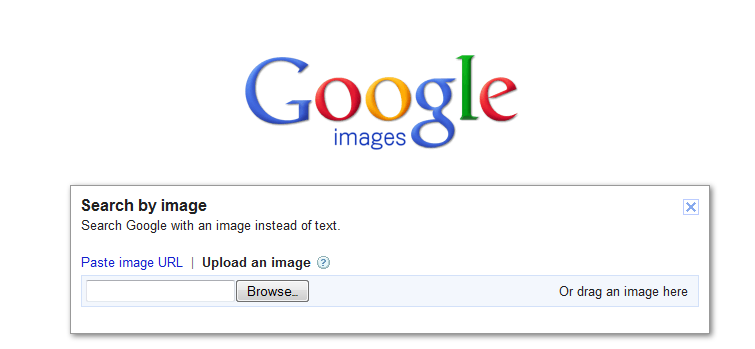 Google
images
Search by image
Search Google with an image instead of text.
Paste image URL | Upload an image ?
Browse... Or drag an image here